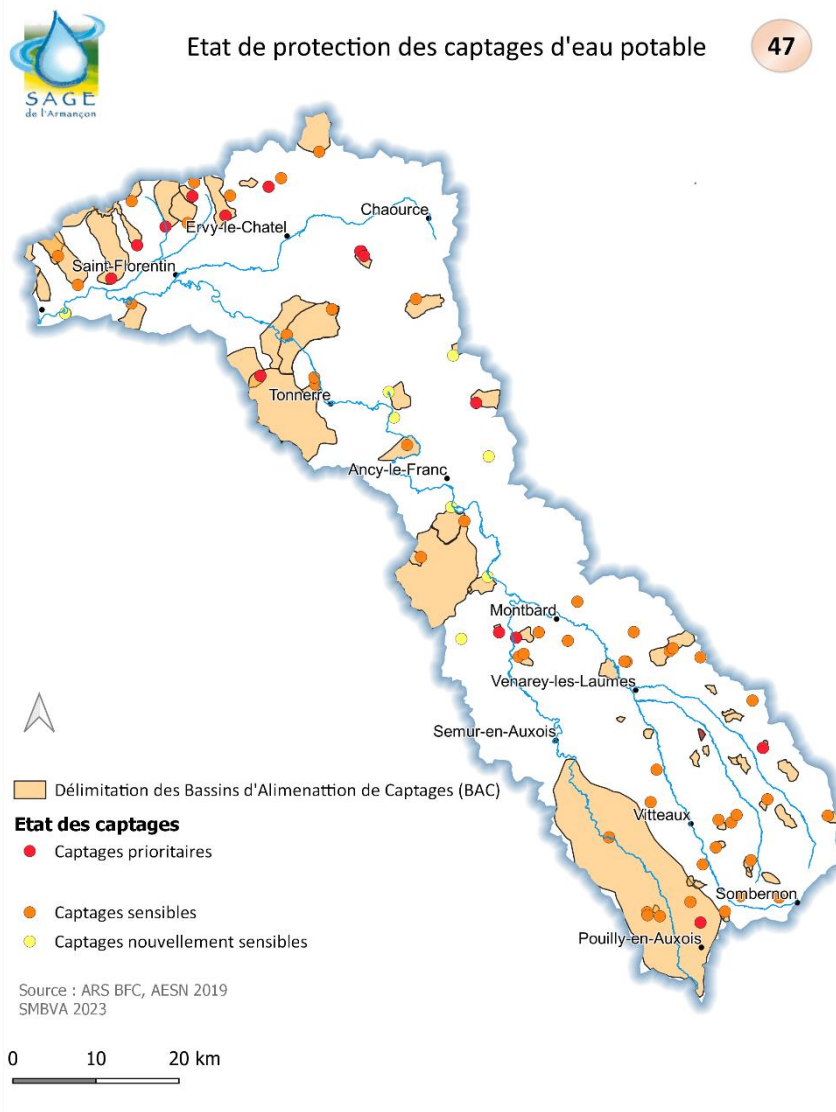 Etat de protection des captages d'eau potable
47
SAGE
de l'Armançon
Chaource
Ervy-le-Chatel
Saint-Florentin
Tonnerre
Ancy-le-Franc
Montbard
Venarey-les-Laumes
Semur-en-Auxois
Vitteaux
Sombernon
Pouilly-en-Auxois
Délimitation des Bassins d'Alimenattion de Captages (BAC)
Etat des captages
Captages prioritaires
Captages sensibles
Captages nouvellement sensibles
Source : ARS BFC, AESN 2019
SMBVA 2023
0 10 20 km